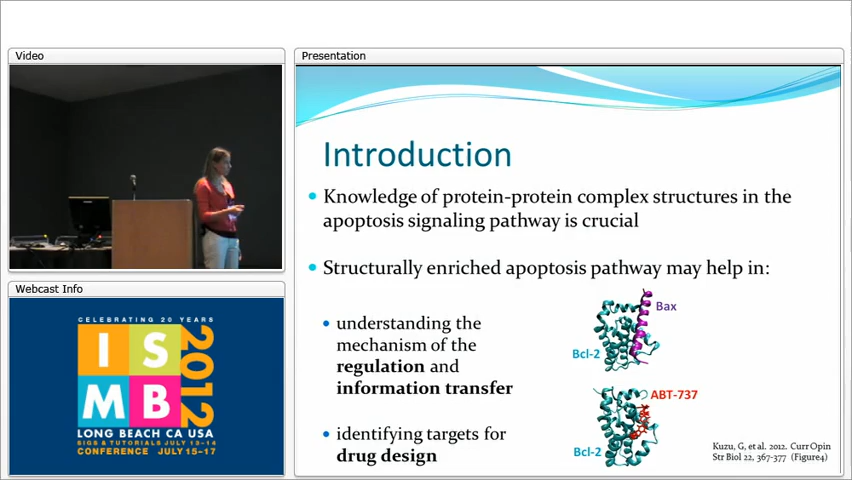 Video
Presentation
Introduction
Knowledge of protein-protein complex structures in the
apoptosis signaling pathway is crucial
Structurally enriched apoptosis pathway may help in:
understanding the
mechanism of the
regulation and
information transfer
identifying targets for
drug design
Bax
Bcl-2
ABT-737
Bcl-2
Kuzu, G, et al. 2012. Curr Opin
Str Biol 22, 367-377 (Figure4)
Webcast Info
CELEBRATING 20 YEARS
I S
M B
2012
LONG BEACH CA USA
SIGS & TUTORIALS JULY 13-14
CONFERENCE JULY 15-17